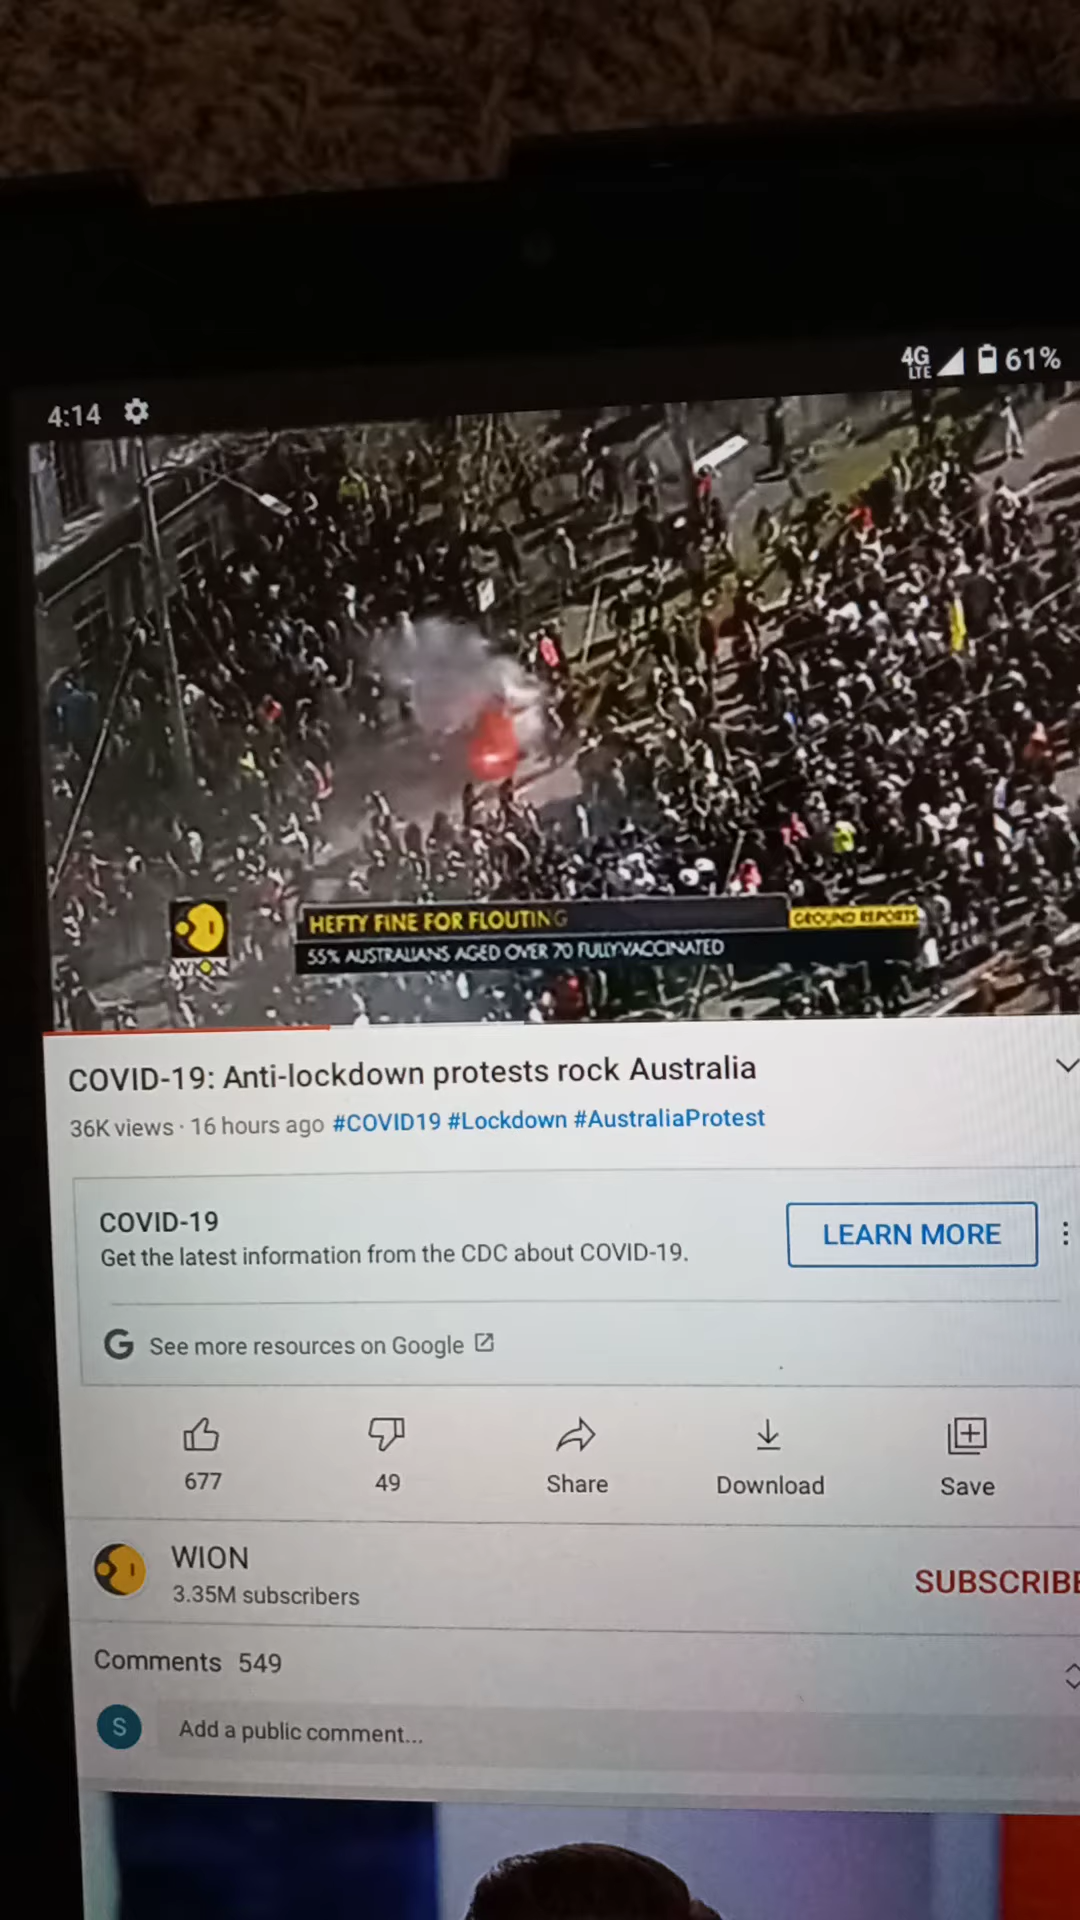 4:14
4G LTE 61%
HEFTY FINE FOR FLOUTING
GROUND REPORTS
55% AUSTRALIANS AGED OVER 70 FULLY VACCINATED
WION
COVID-19: Anti-lockdown protests rock Australia
36K views · 16 hours ago #COVID19 #Lockdown #AustraliaProtest
COVID-19
Get the latest information from the CDC about COVID-19.
LEARN MORE
G See more resources on Google
677
49
Share
Download
Save
WION
3.35M subscribers
SUBSCRIBE
Comments 549
S
Add a public comment...